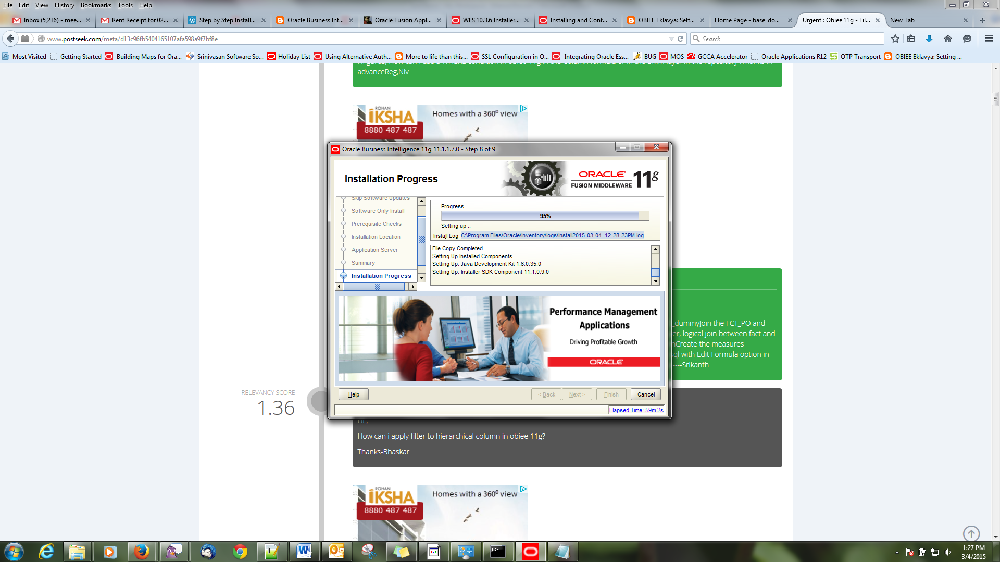 File Edit View History Bookmarks Tools Help
Inbox (5,236) - mee... Rent Receipt for 02... Step by Step Install... Oracle Business Int... Oracle Fusion Appl... WLS 10.3.6 Installer... Installing and Conf... OBIEE Eklavya: Sett... Home Page - base_do... Urgent : Obiee 11g - Fil... New Tab
www.postseek.com/meta/d13c96fb5404165107afa598a9f7bf8e
Search
Most Visited Getting Started Building Maps for Ora... Srinivasan Software So... Holiday List Using Alternative Auth... More to life than this... SSL Configuration in O... Integrating Oracle Ess... BUG MOS GCCA Accelerator Oracle Applications R12 OTP Transport OBIEE Eklavya: Setting ...
advanceReg,Niv
ROHAN
IKSHA
8880 487 487
Homes with a 360⁰ view
Oracle Business Intelligence 11g 11.1.1.7.0 - Step 8 of 9
Installation Progress
ORACLE
FUSION MIDDLEWARE 11g
Skip Software Updates
Software Only Install
Prerequisite Checks
Installation Location
Application Server
Summary
Installation Progress
Progress
95%
Setting up ..
Install Log C:\Program Files\Oracle\Inventory\logs\install2015-03-04_12-28-23PM.log
File Copy Completed
Setting Up Installed Components
Setting Up: Java Development Kit 1.6.0.35.0
Setting Up: Installer SDK Component 11.1.0.9.0
Performance Management
Applications
Driving Profitable Growth
ORACLE
Help < Back Next > Finish Cancel
Elapsed Time: 59m 2s
_dummyJoin the FCT_PO and
er, logical join between fact and
nCreate the measures
ql with Edit Formula option in
----Srikanth
RELEVANCY SCORE
1.36
Hi ,
How can i apply filter to hierarchical column in obiee 11g?
Thanks-Bhaskar
ROHAN
IKSHA
8880 487 487
Homes with a 360⁰ view
1:27 PM
3/4/2015